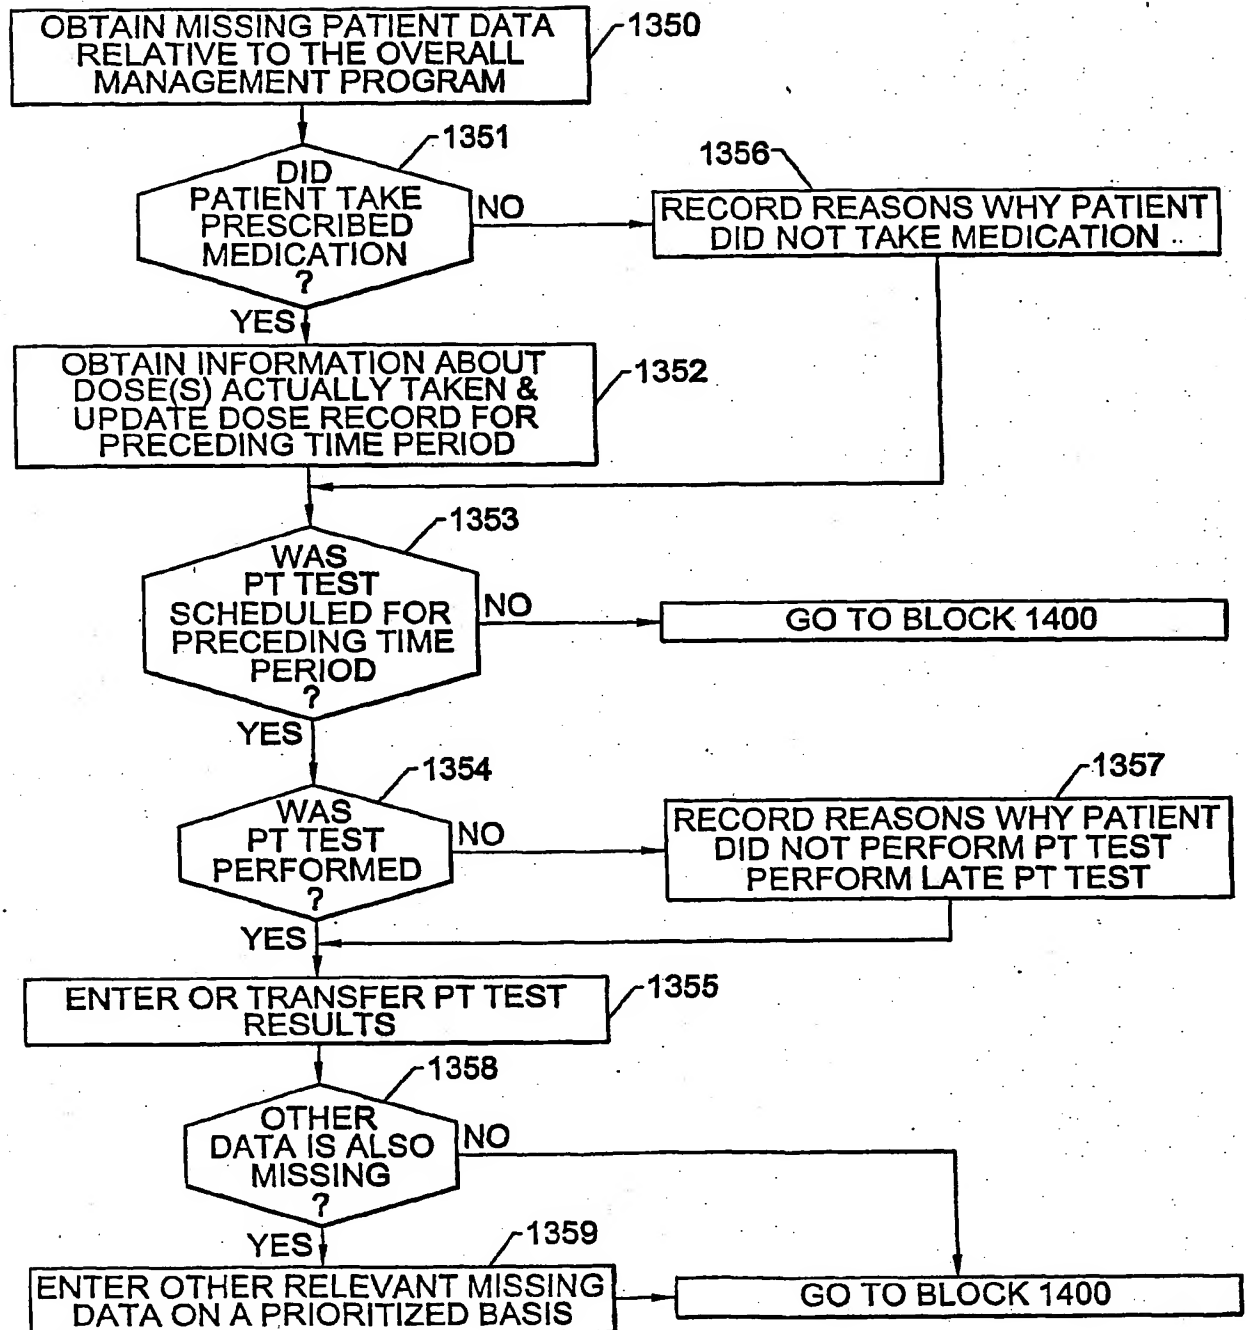 OBTAIN MISSING PATIENT DATA
RELATIVE TO THE OVERALL
MANAGEMENT PROGRAM
1350
1351
DID
PATIENT TAKE
PRESCRIBED
MEDICATION
?
NO
YES
1356
RECORD REASONS WHY PATIENT
DID NOT TAKE MEDICATION
OBTAIN INFORMATION ABOUT
DOSE(S) ACTUALLY TAKEN &
UPDATE DOSE RECORD FOR
PRECEDING TIME PERIOD
1352
1353
WAS
PT TEST
SCHEDULED FOR
PRECEDING TIME
PERIOD
?
NO
YES
GO TO BLOCK 1400
1354
WAS
PT TEST
PERFORMED
?
NO
YES
1357
RECORD REASONS WHY PATIENT
DID NOT PERFORM PT TEST
PERFORM LATE PT TEST
ENTER OR TRANSFER PT TEST
RESULTS
1355
1358
OTHER
DATA IS ALSO
MISSING
?
NO
YES
1359
ENTER OTHER RELEVANT MISSING
DATA ON A PRIORITIZED BASIS
GO TO BLOCK 1400